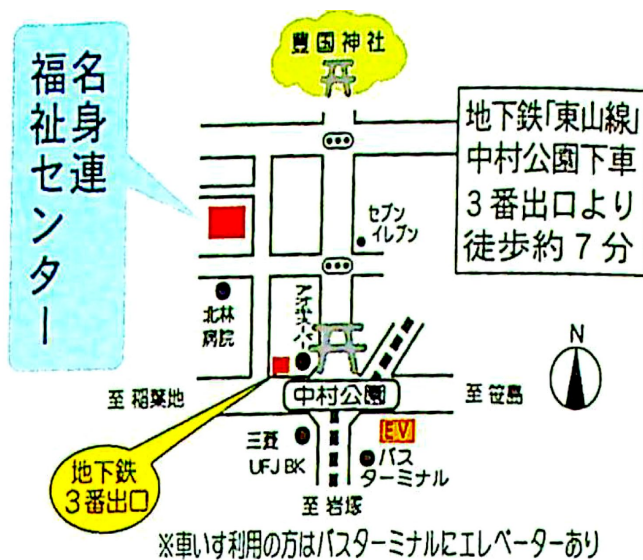 豊国神社
名身連
福祉センター
地下鉄「東山線」
中村公園下車
3番出口より
徒歩約7分
セブン
イレブン
北林
病院
N
至 稲葉地
中村公園
至 笹島
三菱
UFJ BK
EV
バス
ターミナル
地下鉄
3番出口
至 岩塚
※車いす利用の方はバスターミナルにエレベーターあり